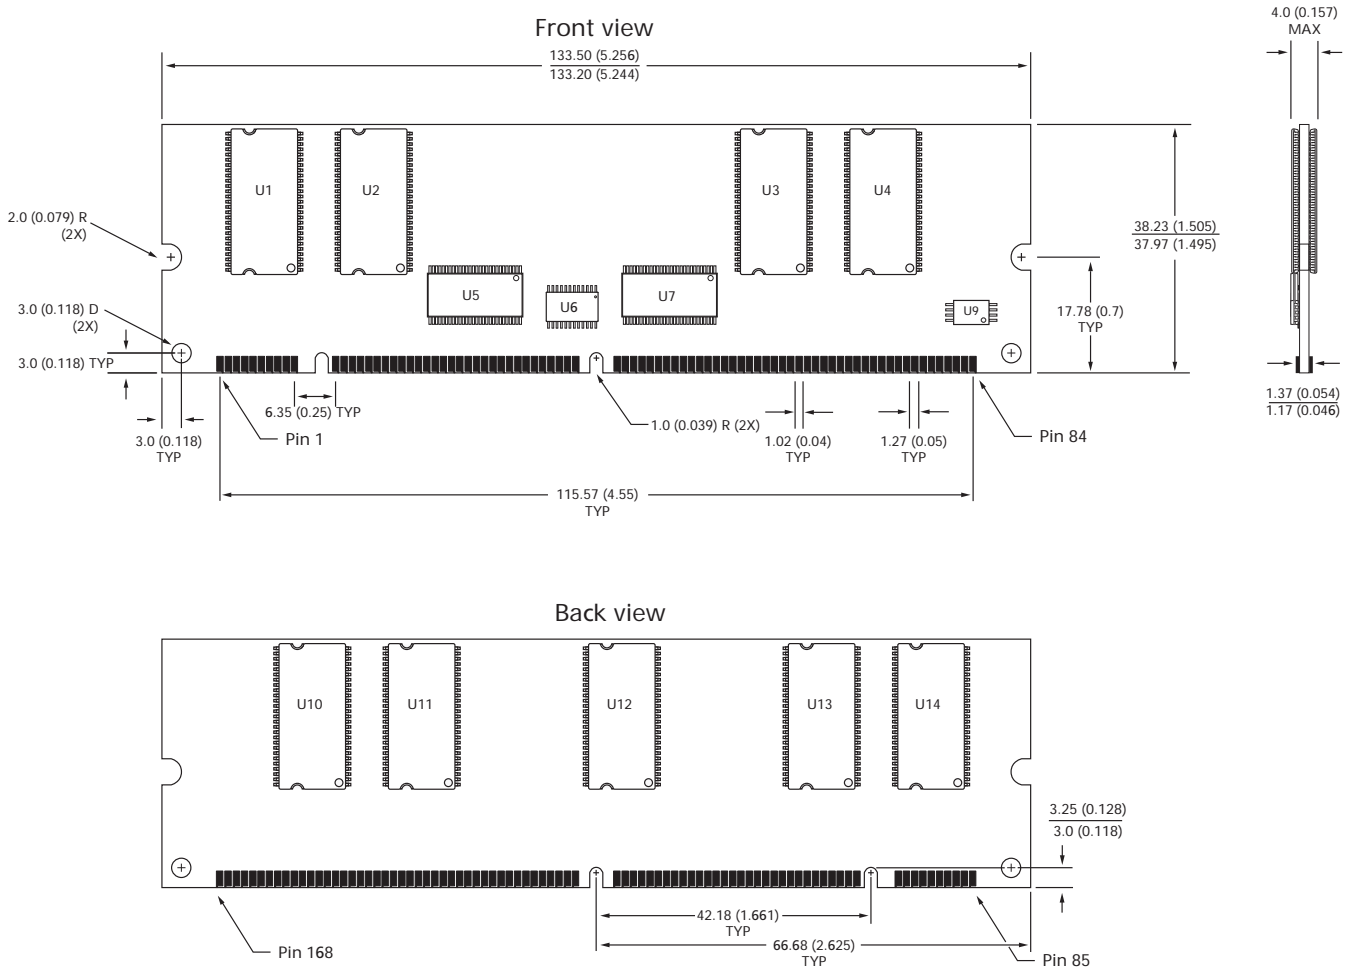 Front view
4.0 (0.157)
MAX
133.50 (5.256)
133.20 (5.244)
U1
U2
U3
U4
2.0 (0.079) R
(2X)
38.23 (1.505)
37.97 (1.495)
U5
U6
U7
U9
3.0 (0.118) D
(2X)
17.78 (0.7)
TYP
3.0 (0.118) TYP
6.35 (0.25) TYP
1.37 (0.054)
1.17 (0.046)
3.0 (0.118)
TYP
Pin 1
1.0 (0.039) R (2X)
1.02 (0.04)
TYP
1.27 (0.05)
TYP
Pin 84
115.57 (4.55)
TYP
Back view
U10
U11
U12
U13
U14
3.25 (0.128)
3.0 (0.118)
42.18 (1.661)
TYP
66.68 (2.625)
TYP
Pin 168
Pin 85